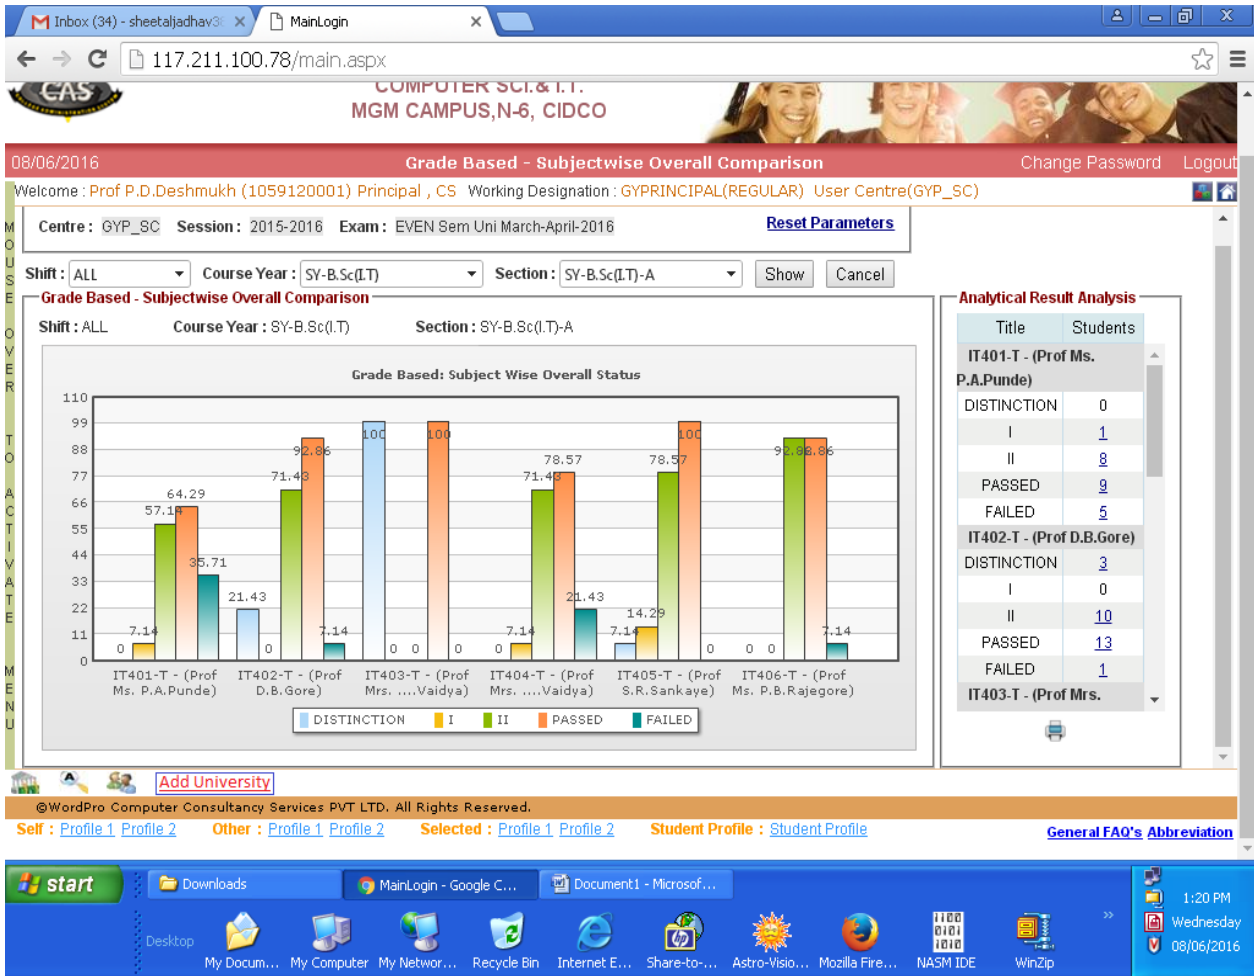 Inbox (34) - sheetaljadhav3
MainLogin
117.211.100.78/main.aspx
CAS
COMPUTER SCI.& I.T.
MGM CAMPUS,N-6, CIDCO
08/06/2016 Grade Based - Subjectwise Overall Comparison Change Password Logout
Welcome : Prof P.D.Deshmukh (1059120001) Principal , CS Working Designation : GYPRINCIPAL(REGULAR) User Centre(GYP_SC)
MOUSE OVER TO ACTIVATE MENU
Centre : GYP_SC Session : 2015-2016 Exam : EVEN Sem Uni March-April-2016 Reset Parameters
Shift : ALL Course Year : SY-B.Sc(I.T) Section : SY-B.Sc(I.T)-A Show Cancel
Grade Based - Subjectwise Overall Comparison
Shift : ALL Course Year : SY-B.Sc(I.T) Section : SY-B.Sc(I.T)-A
Grade Based: Subject Wise Overall Status
110
99
88
77
66
55
44
33
22
11
0
0 7.14 57.14 64.29 35.71
21.43 0 71.43 92.86 7.14
100 0 0 100 0
0 7.14 71.43 78.57 21.43
7.14 14.29 78.57 100 0
0 0 92.86 92.86 7.14
IT401-T - (Prof Ms. P.A.Punde)
IT402-T - (Prof D.B.Gore)
IT403-T - (Prof Mrs. ....Vaidya)
IT404-T - (Prof Mrs. ....Vaidya)
IT405-T - (Prof S.R.Sankaye)
IT406-T - (Prof Ms. P.B.Rajegore)
DISTINCTION I II PASSED FAILED
Analytical Result Analysis
Title Students
IT401-T - (Prof Ms.
P.A.Punde)
DISTINCTION 0
I 1
II 8
PASSED 9
FAILED 5
IT402-T - (Prof D.B.Gore)
DISTINCTION 3
I 0
II 10
PASSED 13
FAILED 1
IT403-T - (Prof Mrs.
Add University
©WordPro Computer Consultancy Services PVT LTD. All Rights Reserved.
Self : Profile 1 Profile 2 Other : Profile 1 Profile 2 Selected : Profile 1 Profile 2 Student Profile : Student Profile General FAQ's Abbreviation
start Downloads MainLogin - Google C... Document1 - Microsof...
1:20 PM
Wednesday
08/06/2016
Desktop My Docum... My Computer My Networ... Recycle Bin Internet E... Share-to-... Astro-Visio... Mozilla Fire... NASM IDE WinZip